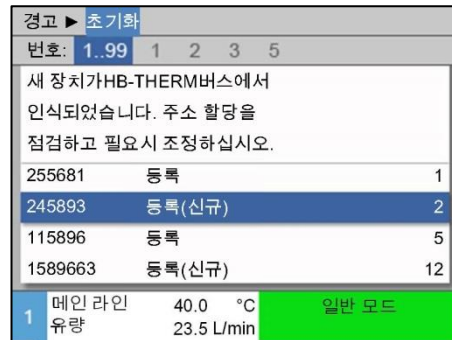 경고 ▶ 초기화
번호: 1..99 1 2 3 5
새 장치가HB-THERM버스에서
인식되었습니다. 주소 할당을
점검하고 필요시 조정하십시오.
255681 등록 1
245893 등록(신규) 2
115896 등록 5
1589663 등록(신규) 12
1 메인 라인 40.0 °C 일반 모드
유량 23.5 L/min